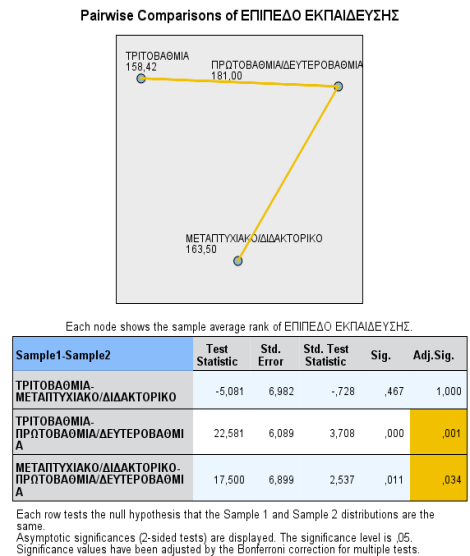 Pairwise Comparisons of ΕΠΙΠΕΔΟ ΕΚΠΑΙΔΕΥΣΗΣ
ΤΡΙΤΟΒΑΘΜΙΑ
158,42
ΠΡΩΤΟΒΑΘΜΙΑ/ΔΕΥΤΕΡΟΒΑΘΜΙΑ
181,00
ΜΕΤΑΠΤΥΧΙΑΚΟ/ΔΙΔΑΚΤΟΡΙΚΟ
163,50
Each node shows the sample average rank of ΕΠΙΠΕΔΟ ΕΚΠΑΙΔΕΥΣΗΣ.
Sample1-Sample2 Test Statistic Std. Error Std. Test Statistic Sig. Adj.Sig.
ΤΡΙΤΟΒΑΘΜΙΑ-
ΜΕΤΑΠΤΥΧΙΑΚΟ/ΔΙΔΑΚΤΟΡΙΚΟ -5,081 6,982 -,728 ,467 1,000
ΤΡΙΤΟΒΑΘΜΙΑ-
ΠΡΩΤΟΒΑΘΜΙΑ/ΔΕΥΤΕΡΟΒΑΘΜΙ 22,581 6,089 3,708 ,000 ,001
Α
ΜΕΤΑΠΤΥΧΙΑΚΟ/ΔΙΔΑΚΤΟΡΙΚΟ-
ΠΡΩΤΟΒΑΘΜΙΑ/ΔΕΥΤΕΡΟΒΑΘΜΙ 17,500 6,899 2,537 ,011 ,034
Α
Each row tests the null hypothesis that the Sample 1 and Sample 2 distributions are the
same.
Asymptotic significances (2-sided tests) are displayed. The significance level is ,05.
Significance values have been adjusted by the Bonferroni correction for multiple tests.